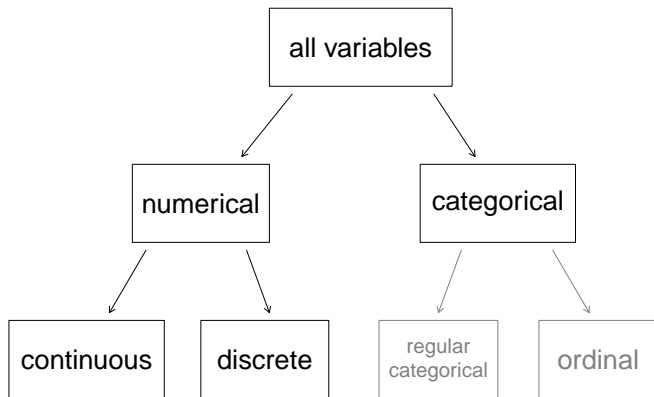 all variables
numerical
categorical
continuous
discrete
regular
categorical
ordinal